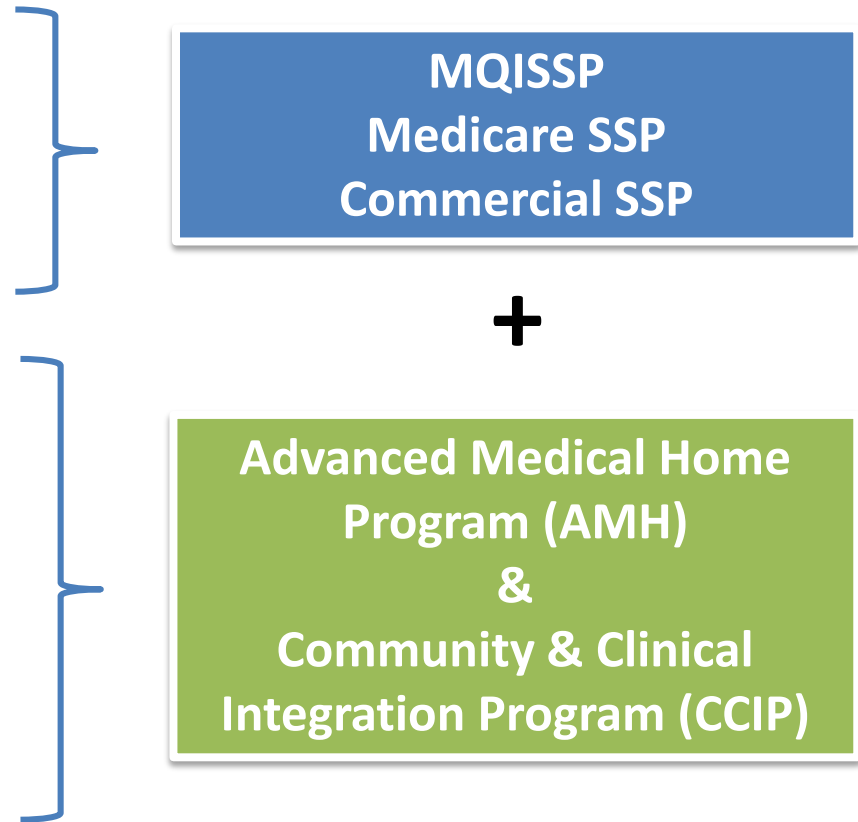 MQISSP
Medicare SSP
Commercial SSP
+
Advanced Medical Home
Program (AMH)
&
Community & Clinical
Integration Program (CCIP)